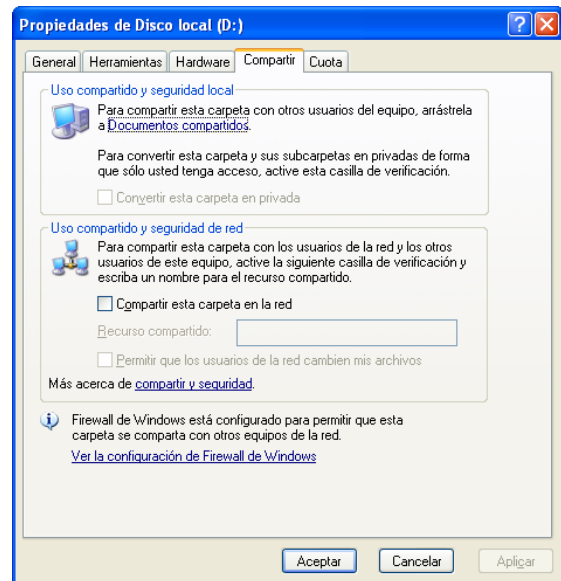 Propiedades de Disco local (D:)
General Herramientas Hardware Compartir Cuota
Uso compartido y seguridad local
Para compartir esta carpeta con otros usuarios del equipo, arrástrela
a Documentos compartidos.
Para convertir esta carpeta y sus subcarpetas en privadas de forma
que sólo usted tenga acceso, active esta casilla de verificación.
Convertir esta carpeta en privada
Uso compartido y seguridad de red
Para compartir esta carpeta con los usuarios de la red y los otros
usuarios de este equipo, active la siguiente casilla de verificación y
escriba un nombre para el recurso compartido.
Compartir esta carpeta en la red
Recurso compartido:
Permitir que los usuarios de la red cambien mis archivos
Más acerca de compartir y seguridad.
Firewall de Windows está configurado para permitir que esta
carpeta se comparta con otros equipos de la red.
Ver la configuración de Firewall de Windows
Aceptar Cancelar Aplicar